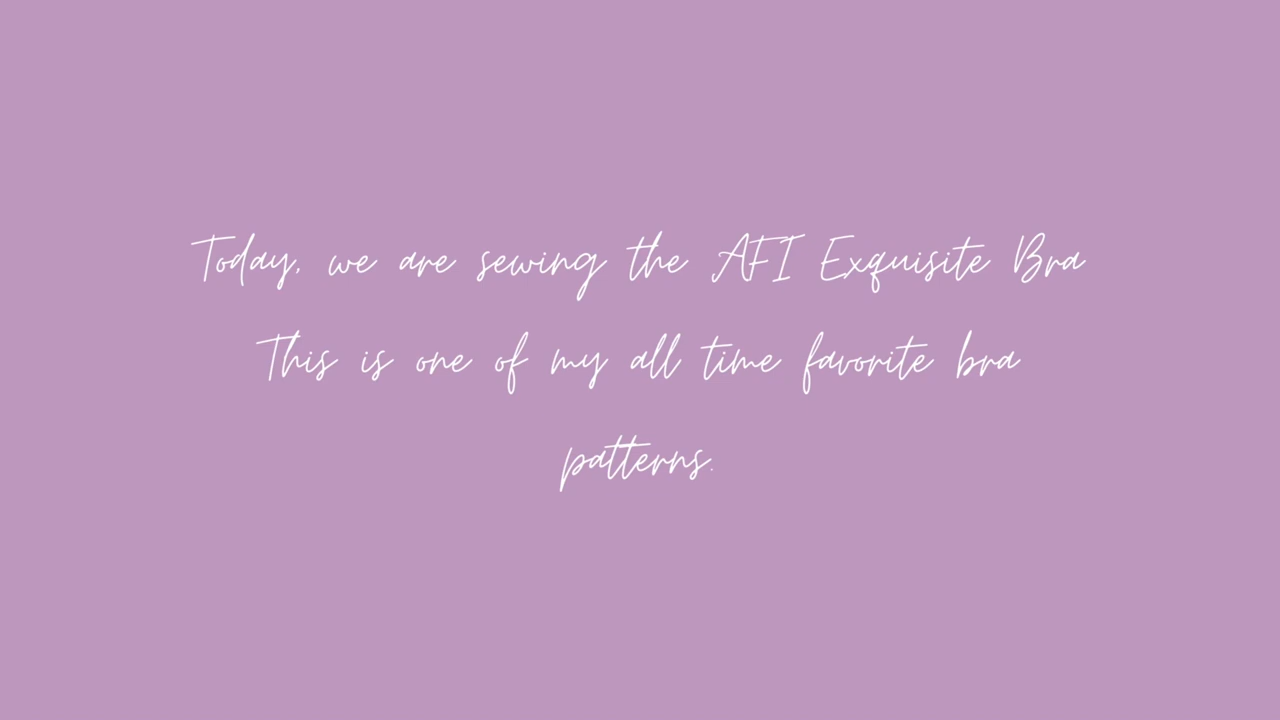 Today, we are sewing the AFI Exquisite Bra
This is one of my all time favorite bra
patterns.